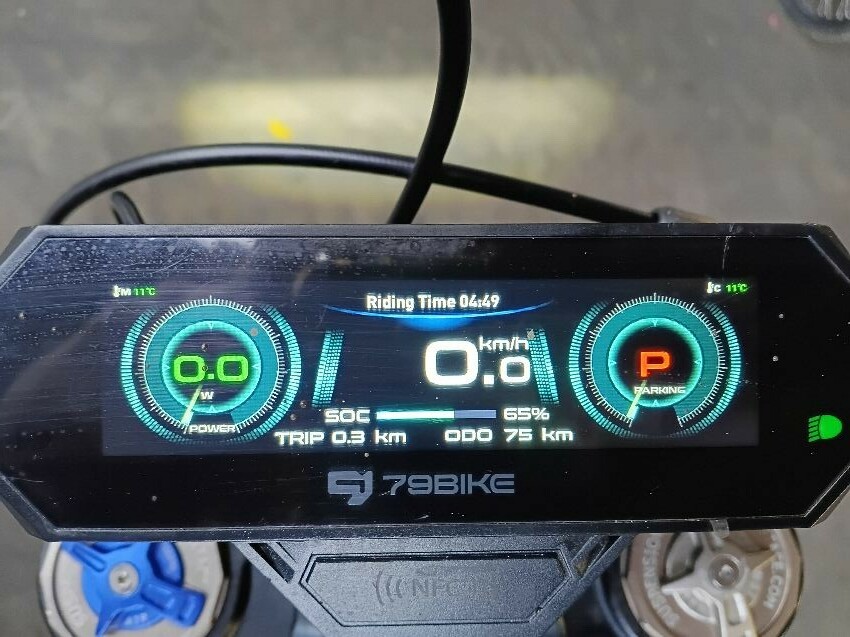 M 11°C
Riding Time 04:49
C 11°C
0.0
W
POWER
0.0 km/h
P
PARKING
SOC 65%
TRIP 0.3 km ODO 75 km
79BIKE
NFC